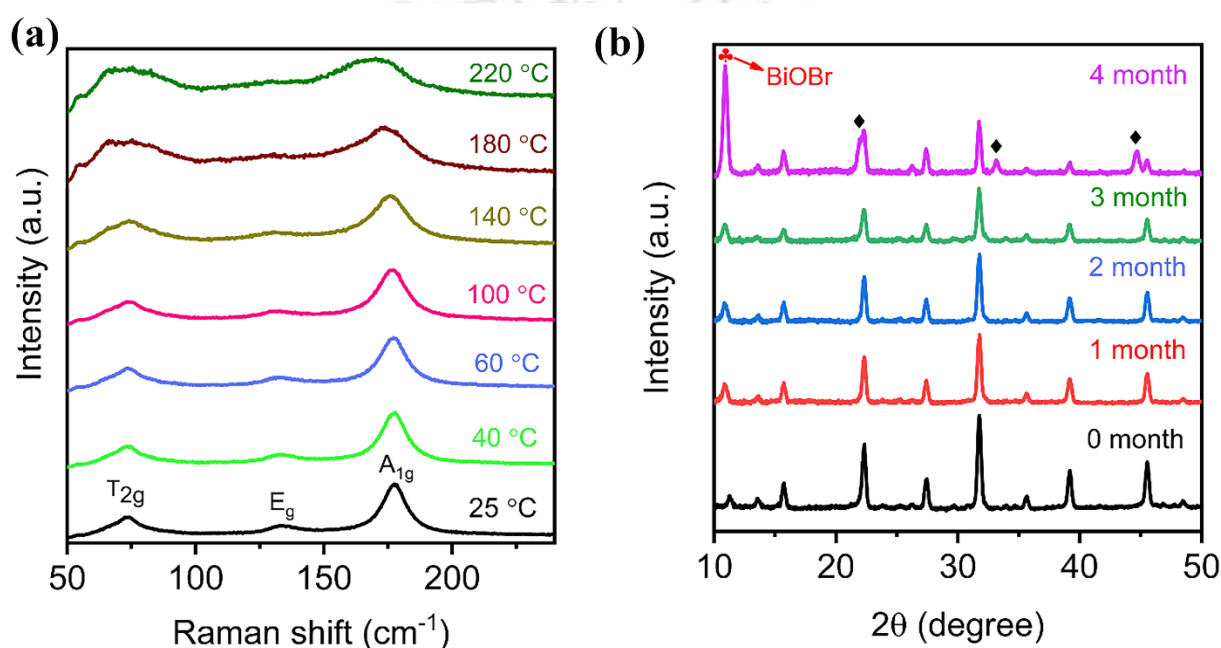 (a)
220 °C
180 °C
140 °C
100 °C
60 °C
40 °C
25 °C
T2g
Eg
A1g
50
100
150
200
Raman shift (cm-1)
Intensity (a.u.)
(b)
♣
BiOBr
4 month
3 month
2 month
1 month
0 month
10
20
30
40
50
2θ (degree)
Intensity (a.u.)